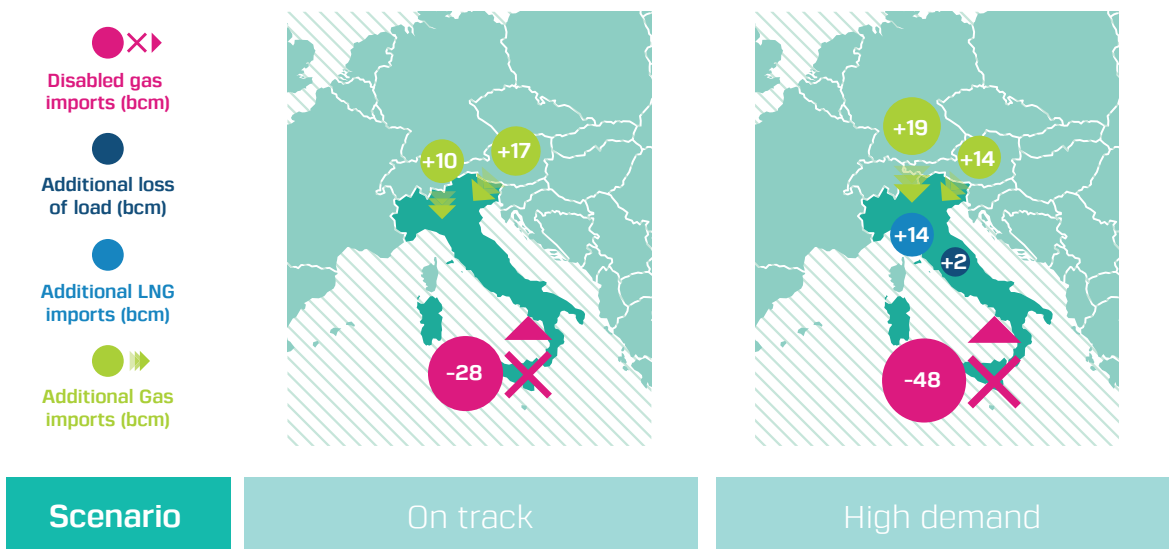 Disabled gas
imports (bcm)
Additional loss
of load (bcm)
Additional LNG
imports (bcm)
Additional Gas
imports (bcm)
+10
+17
-28
+19
+14
+14
+2
-48
Scenario
On track
High demand